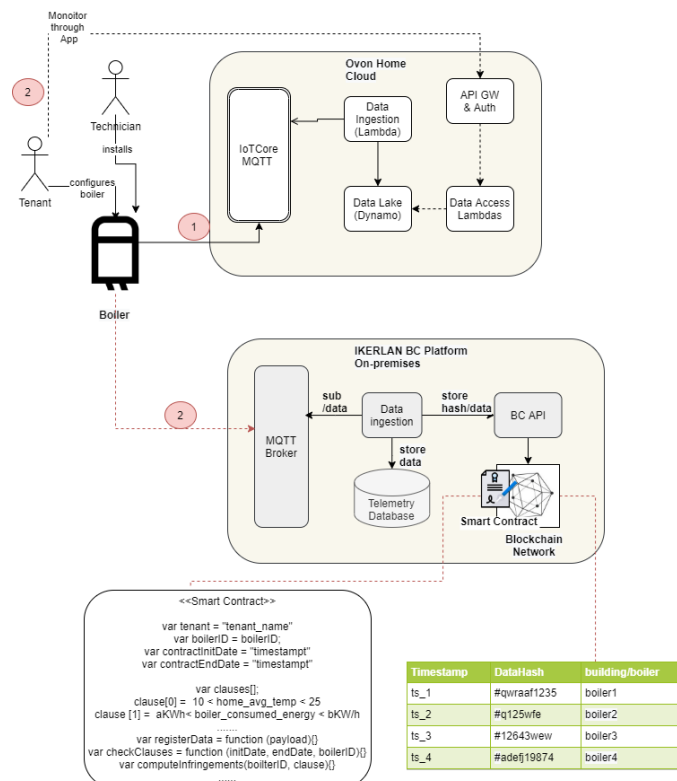 Monoitor
through
App
2
Technician
installs
Tenant
configures
boiler
Boiler
1
Ovon Home
Cloud
IoTCore
MQTT
Data
Ingestion
(Lambda)
API GW
& Auth
Data Lake
(Dynamo)
Data Access
Lambdas
2
IKERLAN BC Platform
On-premises
MQTT
Broker
sub
/data
Data
ingestion
store
hash/data
BC API
store
data
Telemetry
Database
Smart Contract
Blockchain
Network
<<Smart Contract>>
var tenant = "tenant_name"
var boilerID = boilerID;
var contractInitDate = "timestampt"
var contractEndDate = "timestampt"
var clauses[];
clause[0] = 10 < home_avg_temp < 25
clause [1] = aKWh< boiler_consumed_energy < bKW/h
.......
var registerData = function (payload){}
var checkClauses = function (initDate, endDate, boilerID){}
var computeInfringements(boilterID, clause){}
......
Timestamp DataHash building/boiler
ts_1 #qwraaf1235 boiler1
ts_2 #q125wfe boiler2
ts_3 #12643wew boiler3
ts_4 #adefj19874 boiler4